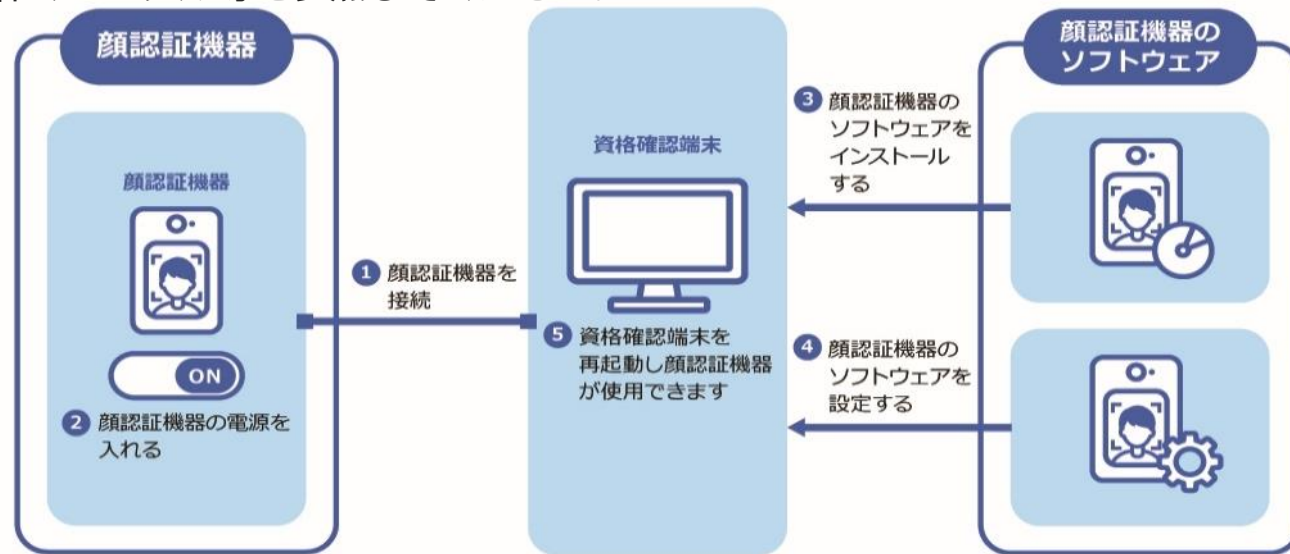 顔認証機器
顔認証機器
ON
❷ 顔認証機器の電源を
入れる
❶ 顔認証機器を
接続
資格確認端末
❺ 資格確認端末を
再起動し顔認証機器
が使用できます
顔認証機器の
ソフトウェア
❸ 顔認証機器の
ソフトウェアを
インストール
する
❹ 顔認証機器の
ソフトウェアを
設定する